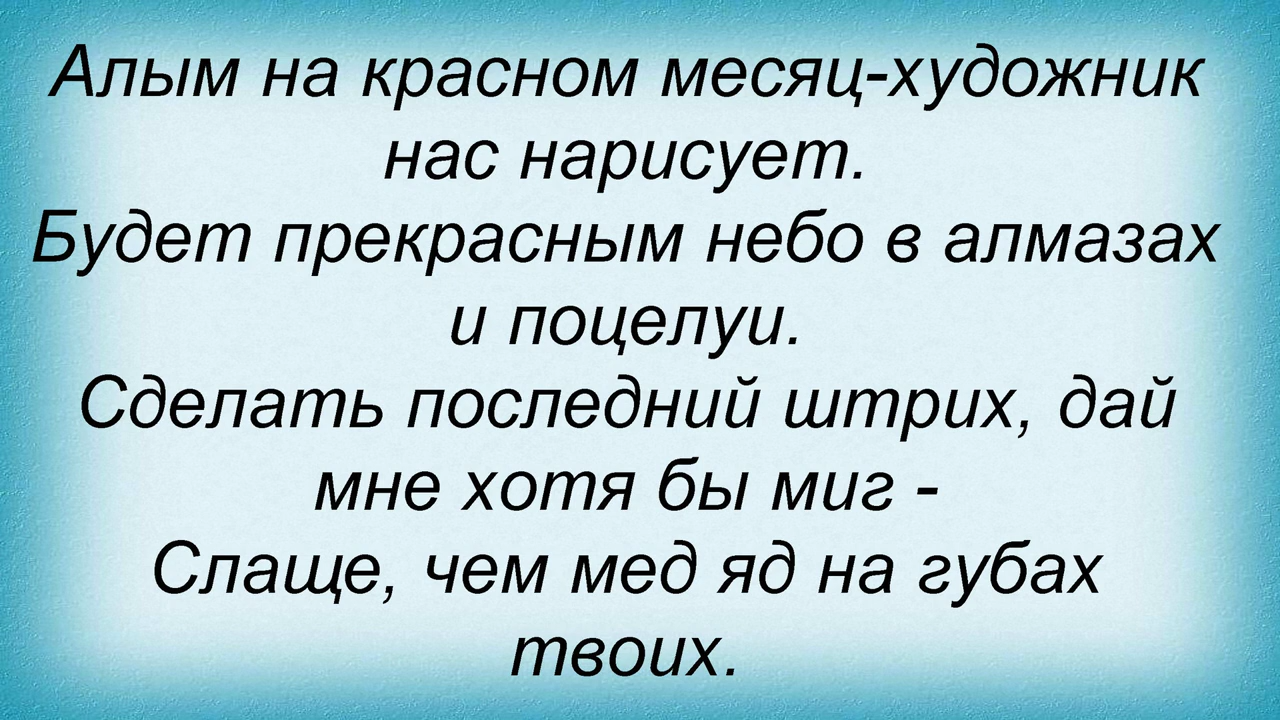 Алым на красном месяц-художник
нас нарисует.
Будет прекрасным небо в алмазах
и поцелуи.
Сделать последний штрих, дай
мне хотя бы миг -
Слаще, чем мед яд на губах
твоих.